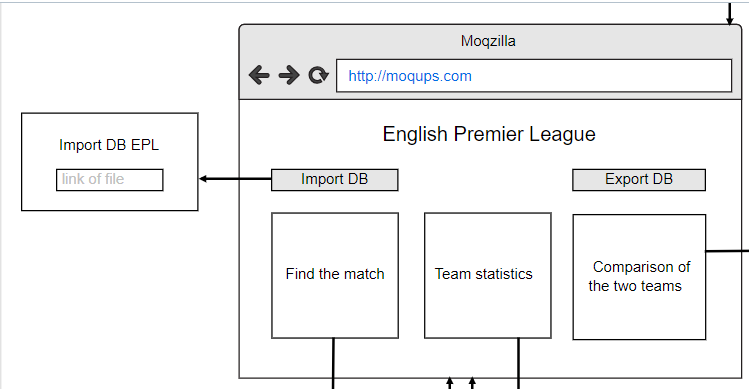 Moqzilla
http://moqups.com
English Premier League
Import DB EPL
link of file
Import DB
Export DB
Find the match
Team statistics
Comparison of
the two teams